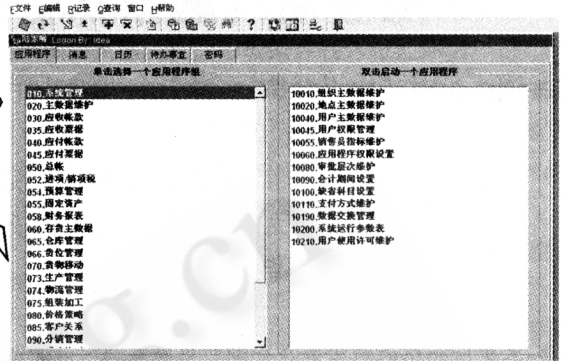 文件 E编辑 R记录 Q查询 窗口 H帮助
Logon By: idea
应用程序 消息 日历 待办事宜 密码
单击选择一个应用程序组
双击启动一个应用程序
010.系统管理
020.主数据维护
030.应收帐款
035.应收票据
040.应付帐款
045.应付票据
050.总帐
052.进项/销项税
054.预算管理
055.固定资产
058.财务报表
060.存货主数据
065.仓库管理
066.货位管理
070.货物移动
073.生产管理
074.物流管理
075.组装加工
080.价格策略
085.客户关系
090.分销管理
10010.组织主数据维护
10020.地点主数据维护
10040.用户主数据维护
10045.用户权限管理
10055.销售员指标维护
10060.应用程序权限设置
10080.审批层次维护
10090.会计期间设置
10100.缺省科目设置
10110.支付方式维护
10190.数据交换管理
10200.系统运行参数表
10210.用户使用许可维护